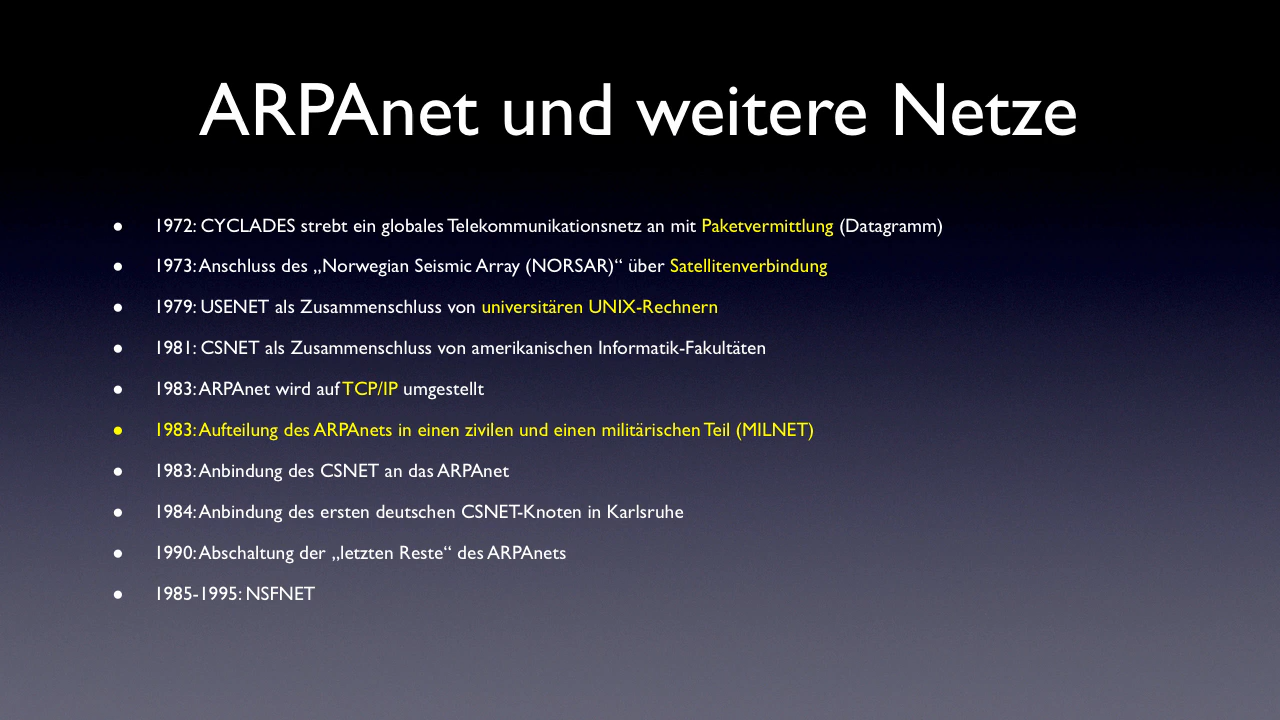 ARPAnet und weitere Netze
• 1972: CYCLADES strebt ein globales Telekommunikationsnetz an mit Paketvermittlung (Datagramm)
• 1973: Anschluss des „Norwegian Seismic Array (NORSAR)“ über Satellitenverbindung
• 1979: USENET als Zusammenschluss von universitären UNIX-Rechnern
• 1981: CSNET als Zusammenschluss von amerikanischen Informatik-Fakultäten
• 1983: ARPAnet wird auf TCP/IP umgestellt
• 1983: Aufteilung des ARPAnets in einen zivilen und einen militärischen Teil (MILNET)
• 1983: Anbindung des CSNET an das ARPAnet
• 1984: Anbindung des ersten deutschen CSNET-Knoten in Karlsruhe
• 1990: Abschaltung der „letzten Reste“ des ARPAnets
• 1985-1995: NSFNET